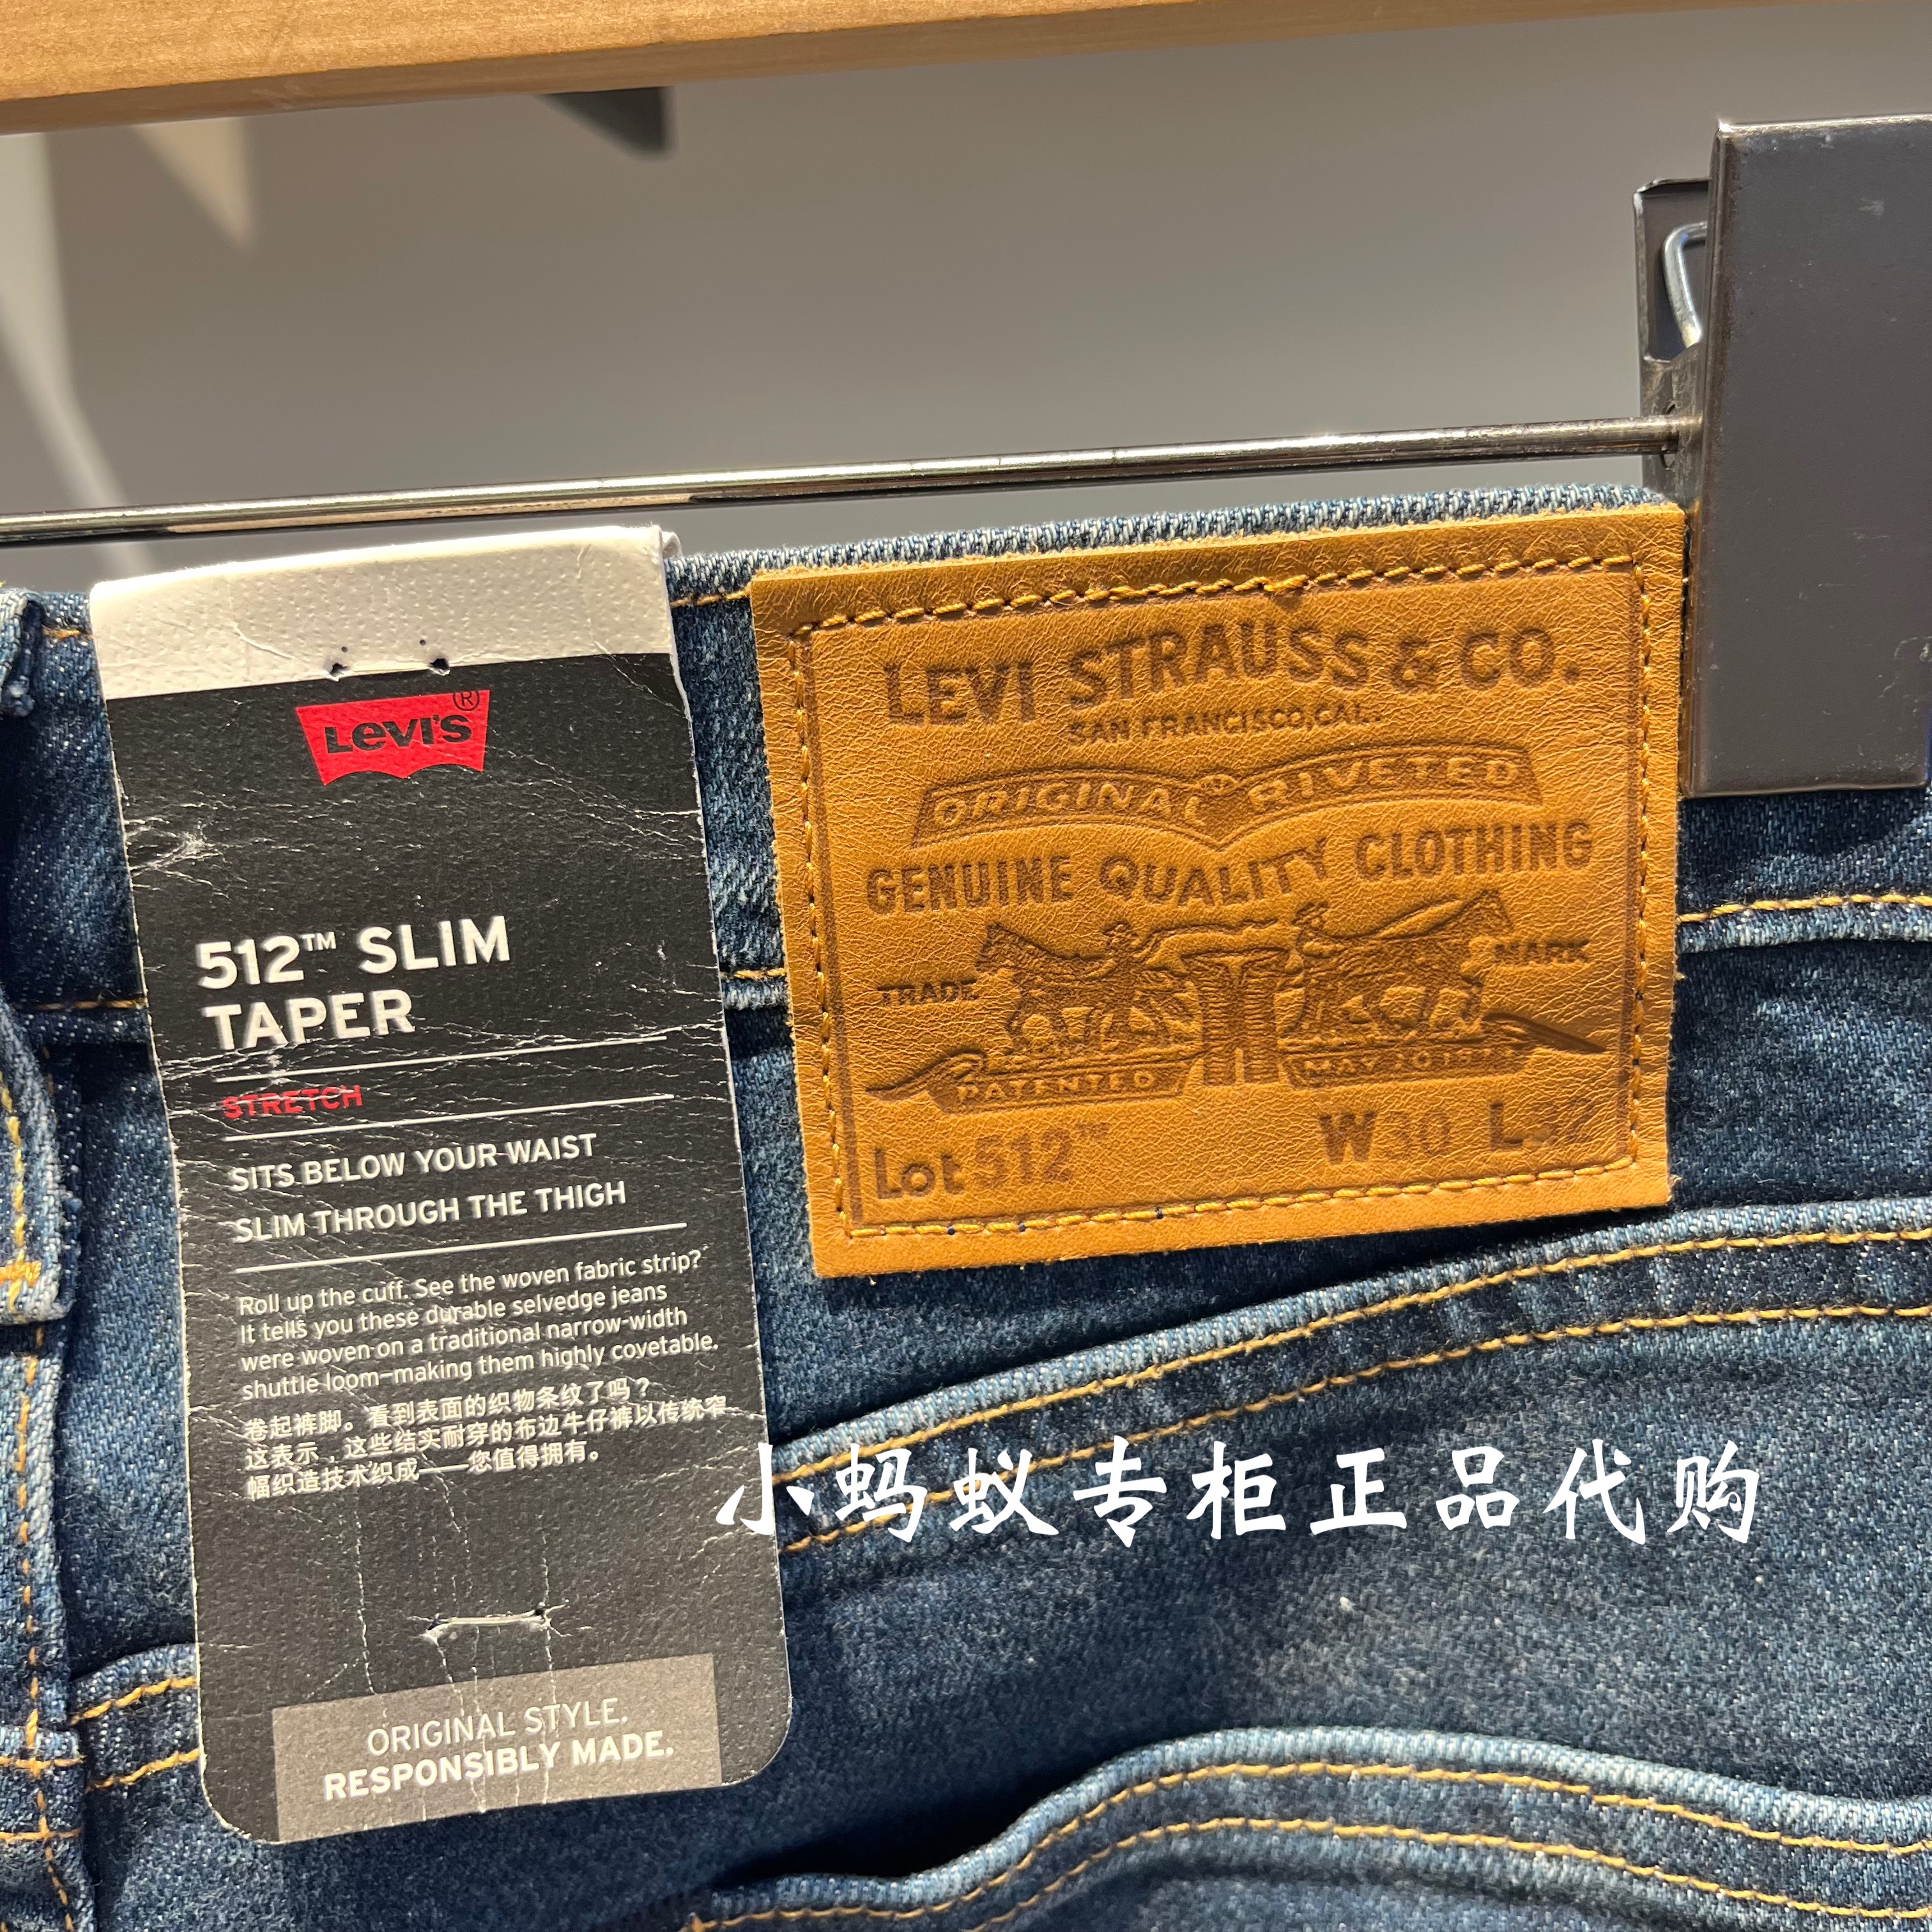 Levi's®
512™ SLIM
TAPER
STRETCH
SITS BELOW YOUR WAIST
SLIM THROUGH THE THIGH
Roll up the cuff. See the woven fabric strip?
It tells you these durable selvedge jeans
were woven on a traditional narrow-width
shuttle loom—making them highly covetable.
卷起裤脚。看到表面的织物条纹了吗？
这表示，这些结实耐穿的布边牛仔裤以传统窄
幅织造技术织成——您值得拥有。
ORIGINAL STYLE.
RESPONSIBLY MADE.
LEVI STRAUSS & CO.
SAN FRANCISCO, CAL.
ORIGINAL® RIVETED
GENUINE QUALITY CLOTHING
TRADE MARK
PATENTED MAY 20 1873
Lot 512™ W30 L32
小蚂蚁专柜正品代购